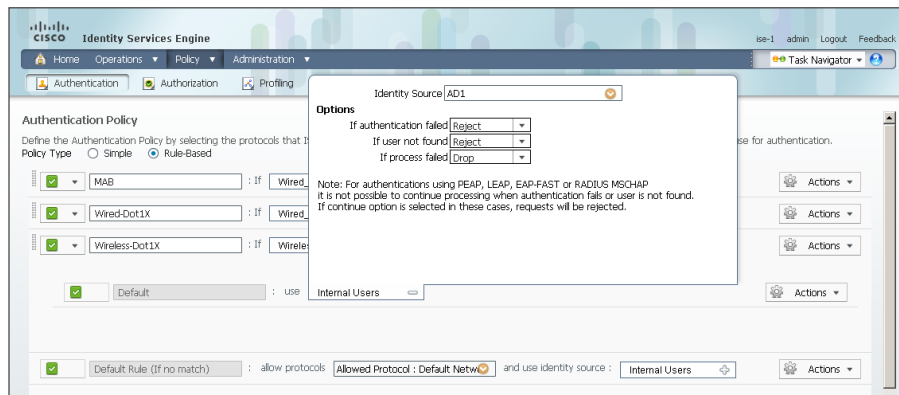 CISCO Identity Services Engine
ise-1 admin Logout Feedback
Home Operations Policy Administration
Task Navigator
Authentication Authorization Profiling
Identity Source AD1
Options
If authentication failed Reject
If user not found Reject
If process failed Drop
Note: For authentications using PEAP, LEAP, EAP-FAST or RADIUS MSCHAP
it is not possible to continue processing when authentication fails or user is not found.
If continue option is selected in these cases, requests will be rejected.
Authentication Policy
Define the Authentication Policy by selecting the protocols that I se for authentication.
Policy Type Simple Rule-Based
MAB : If Wired_ Actions
Wired-Dot1X : If Wired_ Actions
Wireless-Dot1X : If Wireles Actions
Default : use Internal Users Actions
Default Rule (If no match) : allow protocols Allowed Protocol : Default Netw and use identity source : Internal Users Actions